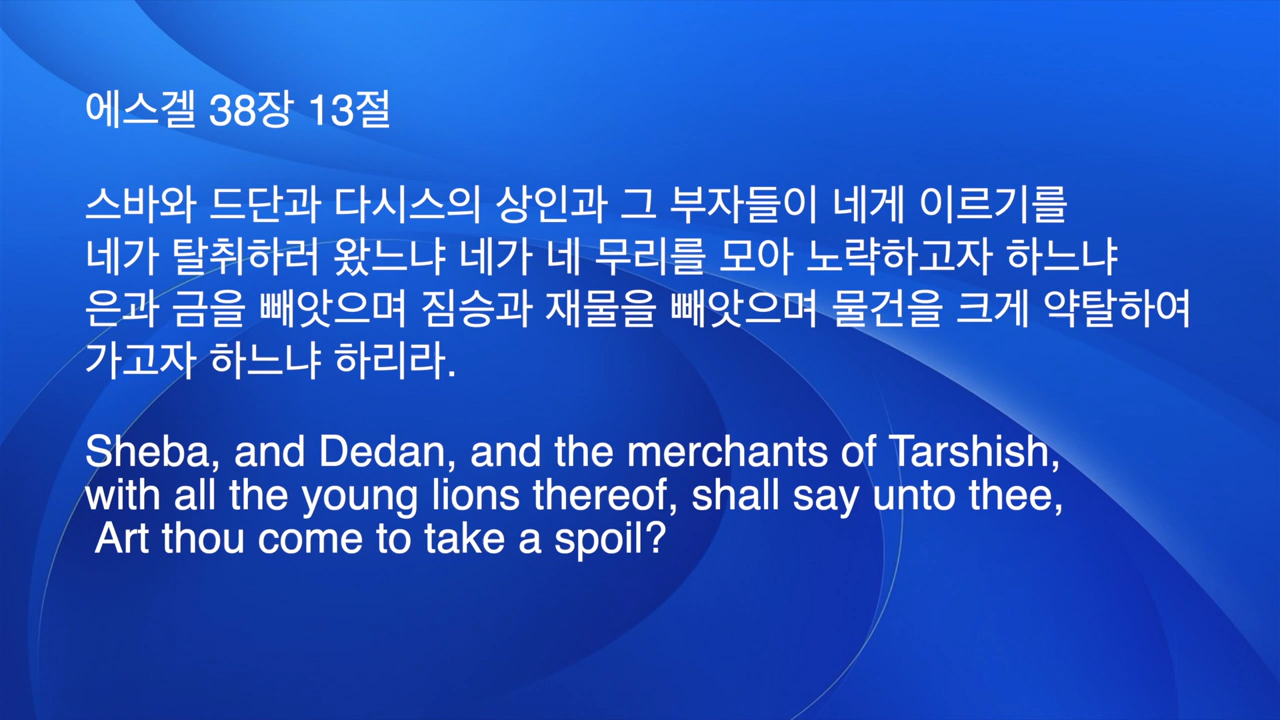 에스겔 38장 13절
스바와 드단과 다시스의 상인과 그 부자들이 네게 이르기를
네가 탈취하러 왔느냐 네가 네 무리를 모아 노략하고자 하느냐
은과 금을 빼앗으며 짐승과 재물을 빼앗으며 물건을 크게 약탈하여
가고자 하느냐 하리라.
Sheba, and Dedan, and the merchants of Tarshish,
with all the young lions thereof, shall say unto thee,
Art thou come to take a spoil?